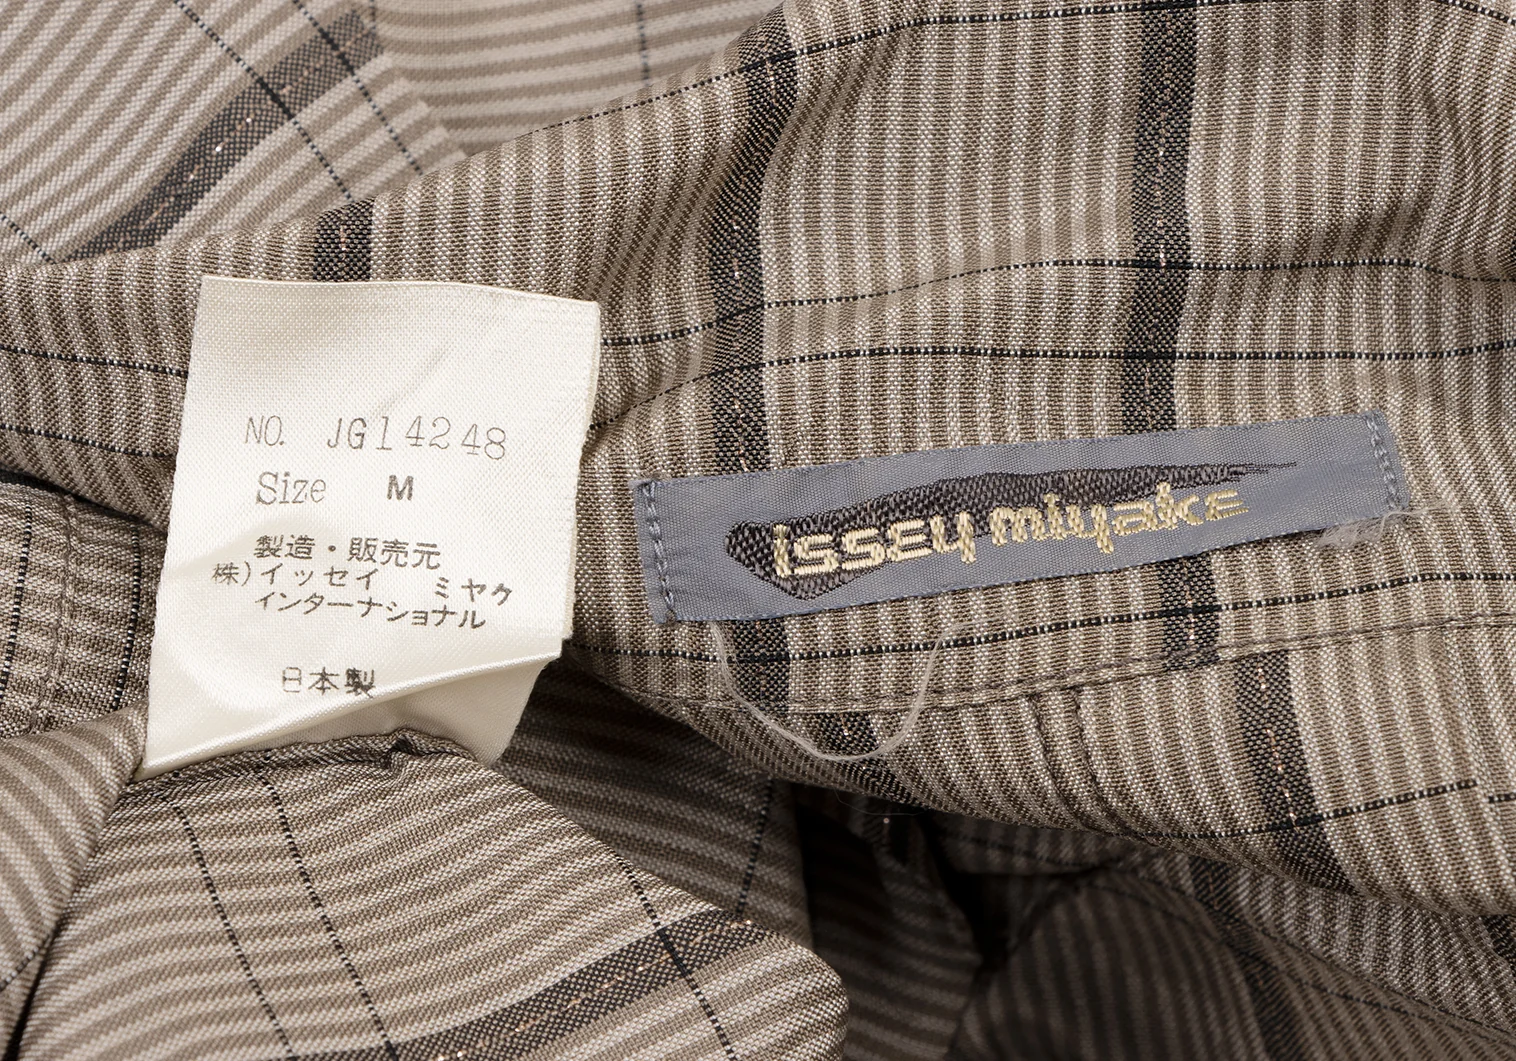 NO. JG14248
Size M
製造・販売元
株)イッセイ ミヤケ
インターナショナル
日本製
issey miyake